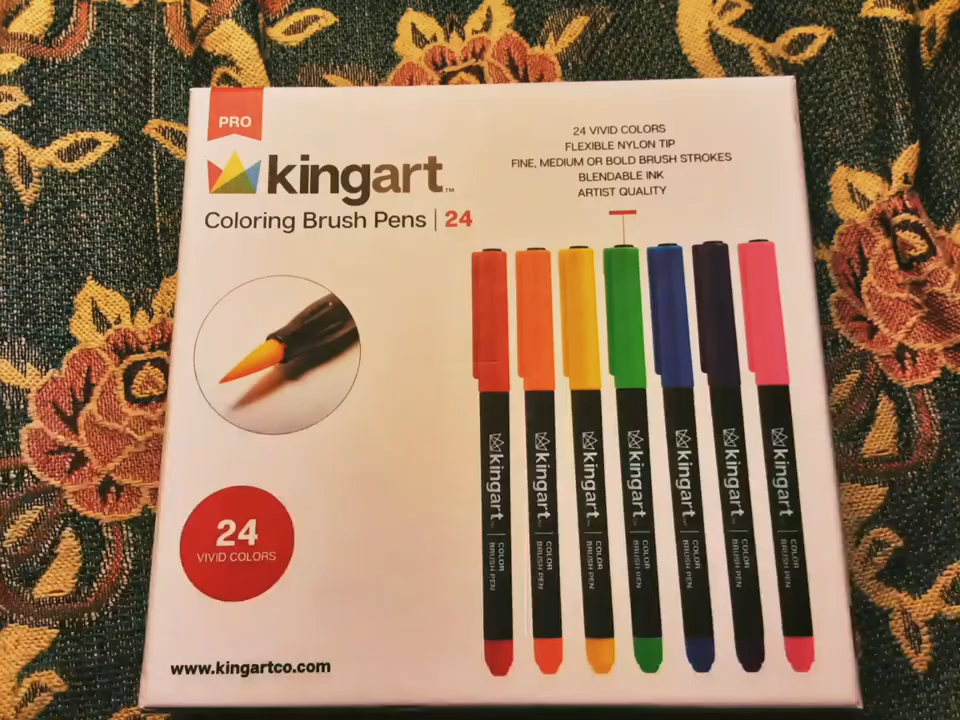 PRO
kingart™
Coloring Brush Pens | 24
24 VIVID COLORS
FLEXIBLE NYLON TIP
FINE, MEDIUM OR BOLD BRUSH STROKES
BLENDABLE INK
ARTIST QUALITY
24
VIVID COLORS
www.kingartco.com
kingart | COLOR
BRUSH PEN
kingart | COLOR
BRUSH PEN
kingart | COLOR
BRUSH PEN
kingart | COLOR
BRUSH PEN
kingart | COLOR
BRUSH PEN
kingart | COLOR
BRUSH PEN
kingart | COLOR
BRUSH PEN